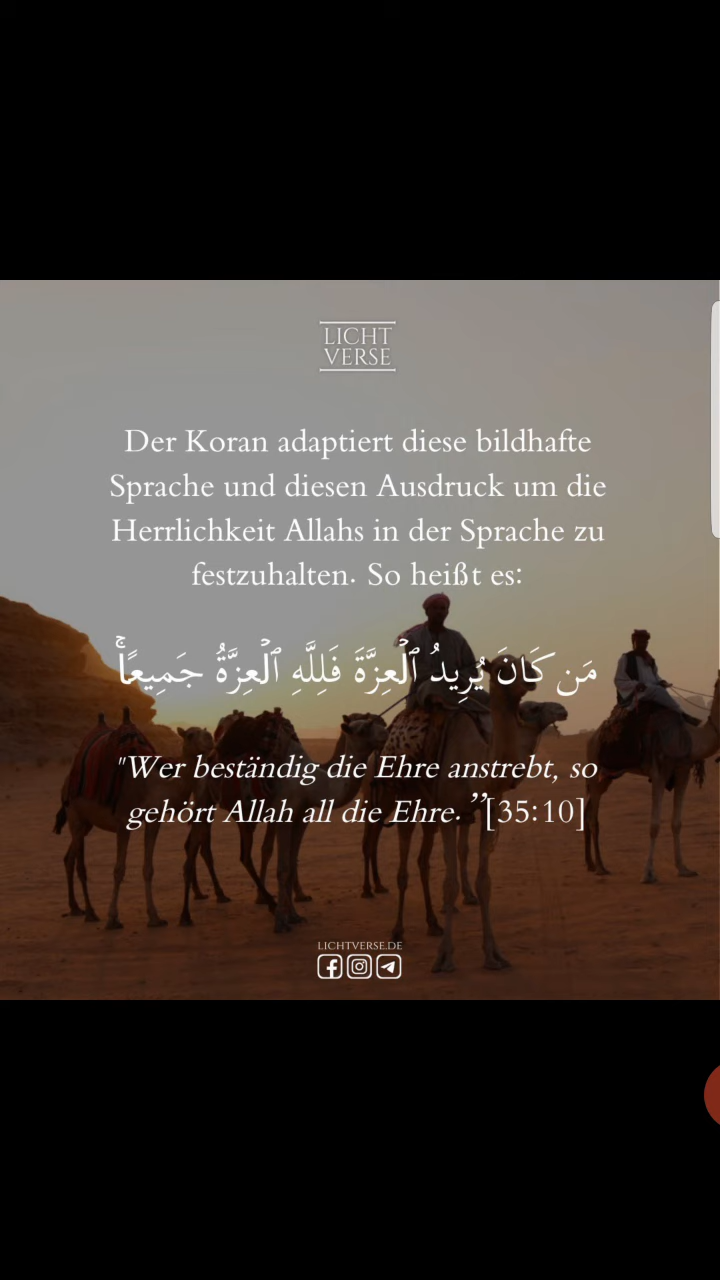 LICHT
VERSE
Der Koran adaptiert diese bildhafte
Sprache und diesen Ausdruck um die
Herrlichkeit Allahs in der Sprache zu
festzuhalten. So heißt es:
مَن كَانَ يُرِيدُ ٱلْعِزَّةَ فَلِلَّهِ ٱلْعِزَّةُ جَمِيعًاۚ
"Wer beständig die Ehre anstrebt, so
gehört Allah all die Ehre.”[35:10]
LICHTVERSE.DE